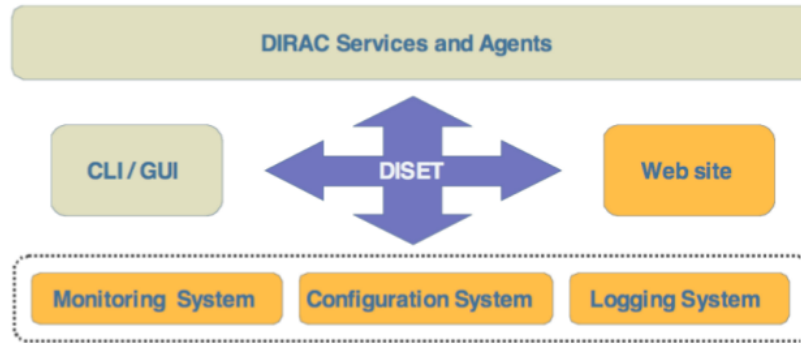 DIRAC Services and Agents
CLI / GUI
DISET
Web site
Monitoring System
Configuration System
Logging System